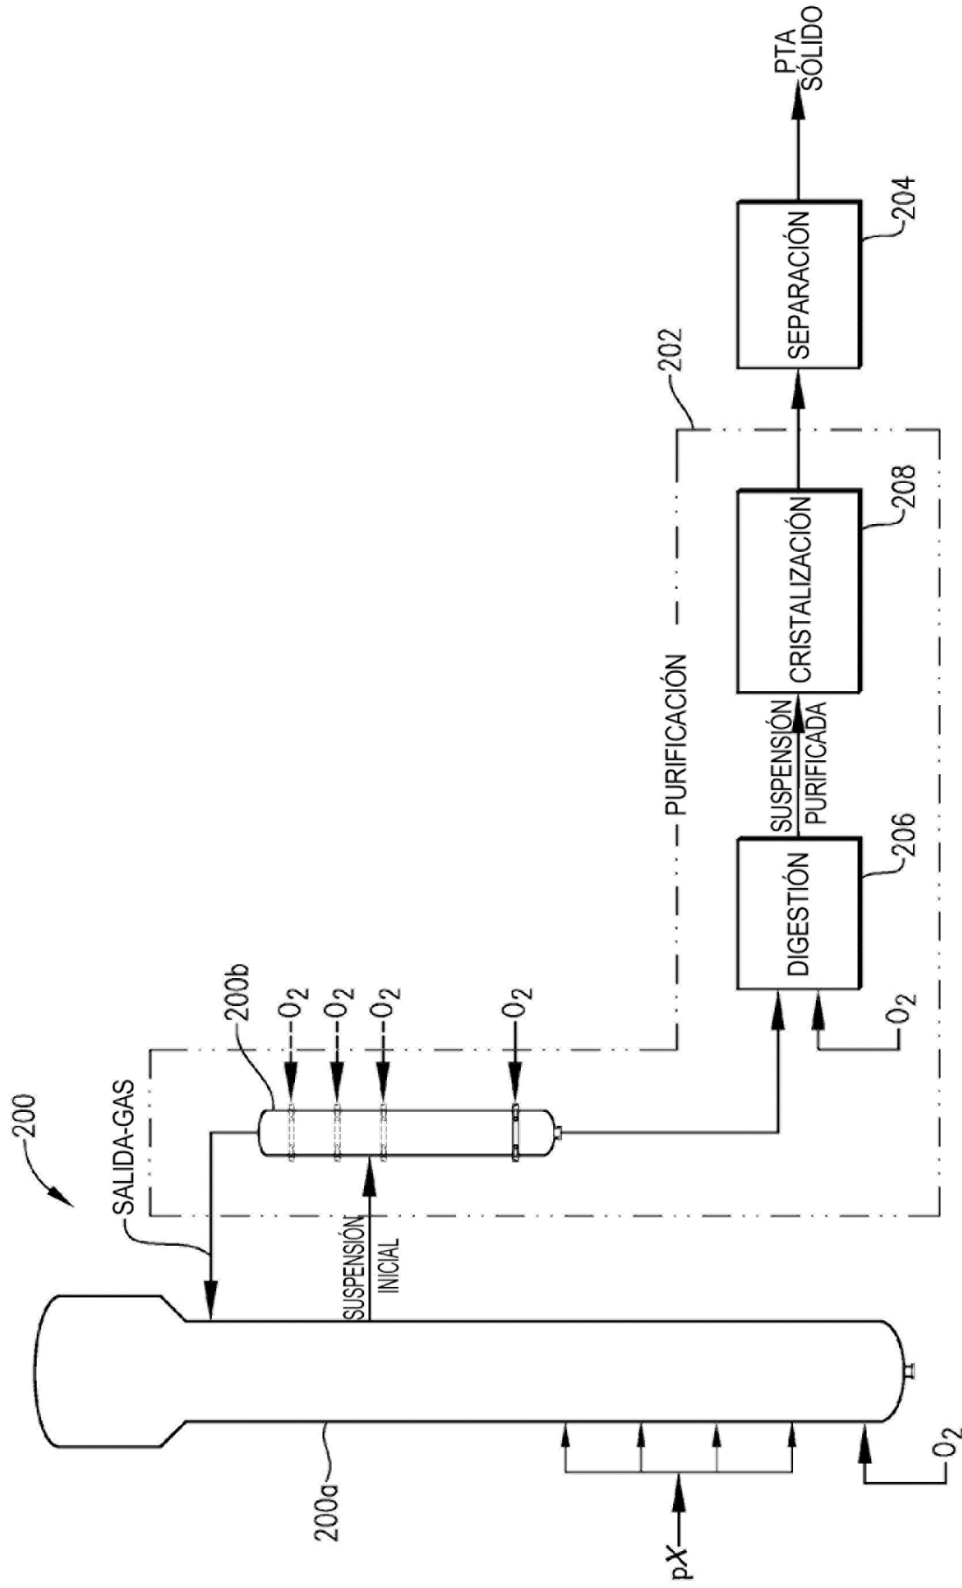 200
SALIDA-GAS
200b
O2
O2
O2
O2
SUSPENSIÓN
INICIAL
200a
pX
O2
PURIFICACIÓN
202
DIGESTIÓN
206
O2
SUSPENSIÓN
PURIFICADA
CRISTALIZACIÓN
208
SEPARACIÓN
204
PTA
SÓLIDO